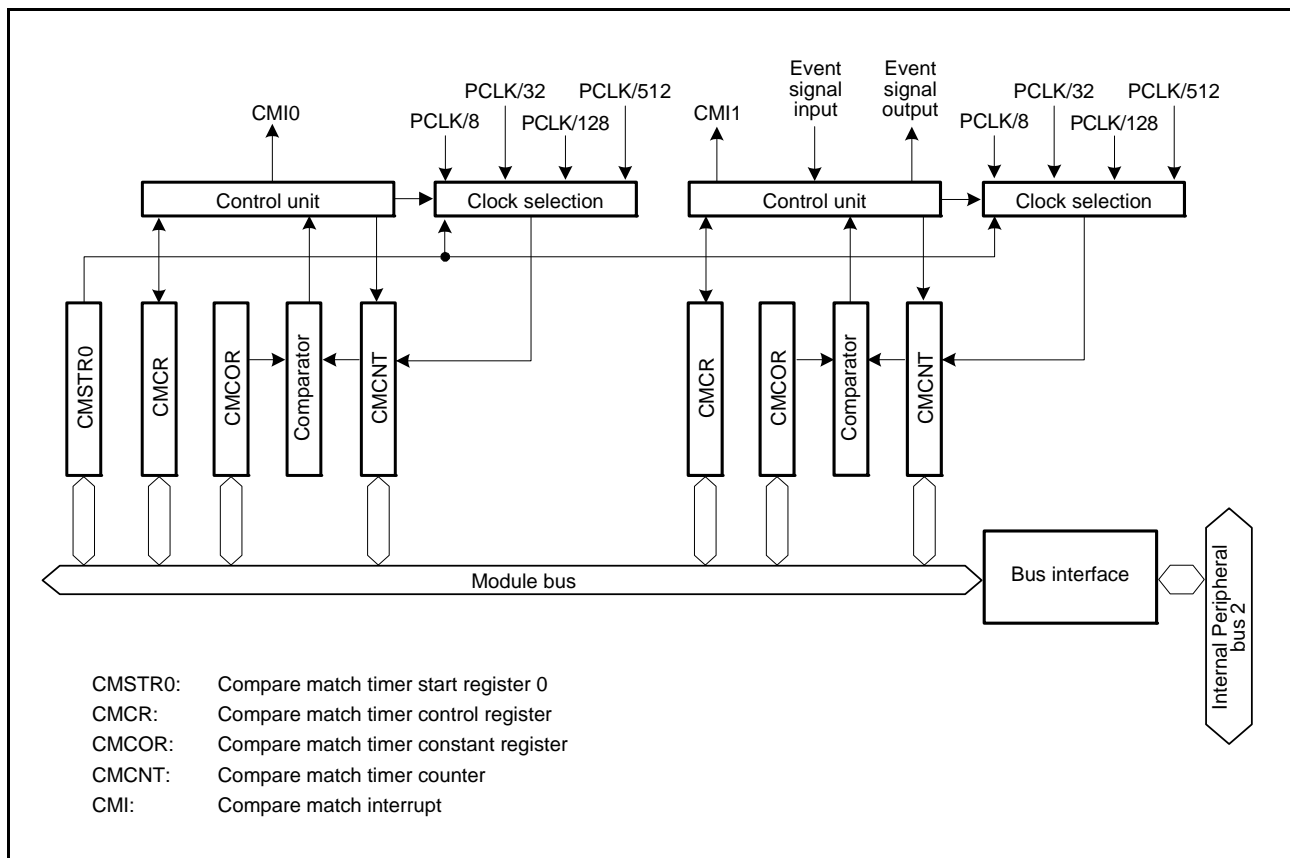 Event
signal
input
Event
signal
output
PCLK/32
PCLK/512
PCLK/32
PCLK/512
CMI0
PCLK/8
PCLK/128
CMI1
PCLK/8
PCLK/128
Control unit
Clock selection
Control unit
Clock selection
CMSTR0
CMCR
CMCOR
Comparator
CMCNT
CMCR
CMCOR
Comparator
CMCNT
Module bus
Bus interface
Internal Peripheral
bus 2
CMSTR0: Compare match timer start register 0
CMCR: Compare match timer control register
CMCOR: Compare match timer constant register
CMCNT: Compare match timer counter
CMI: Compare match interrupt